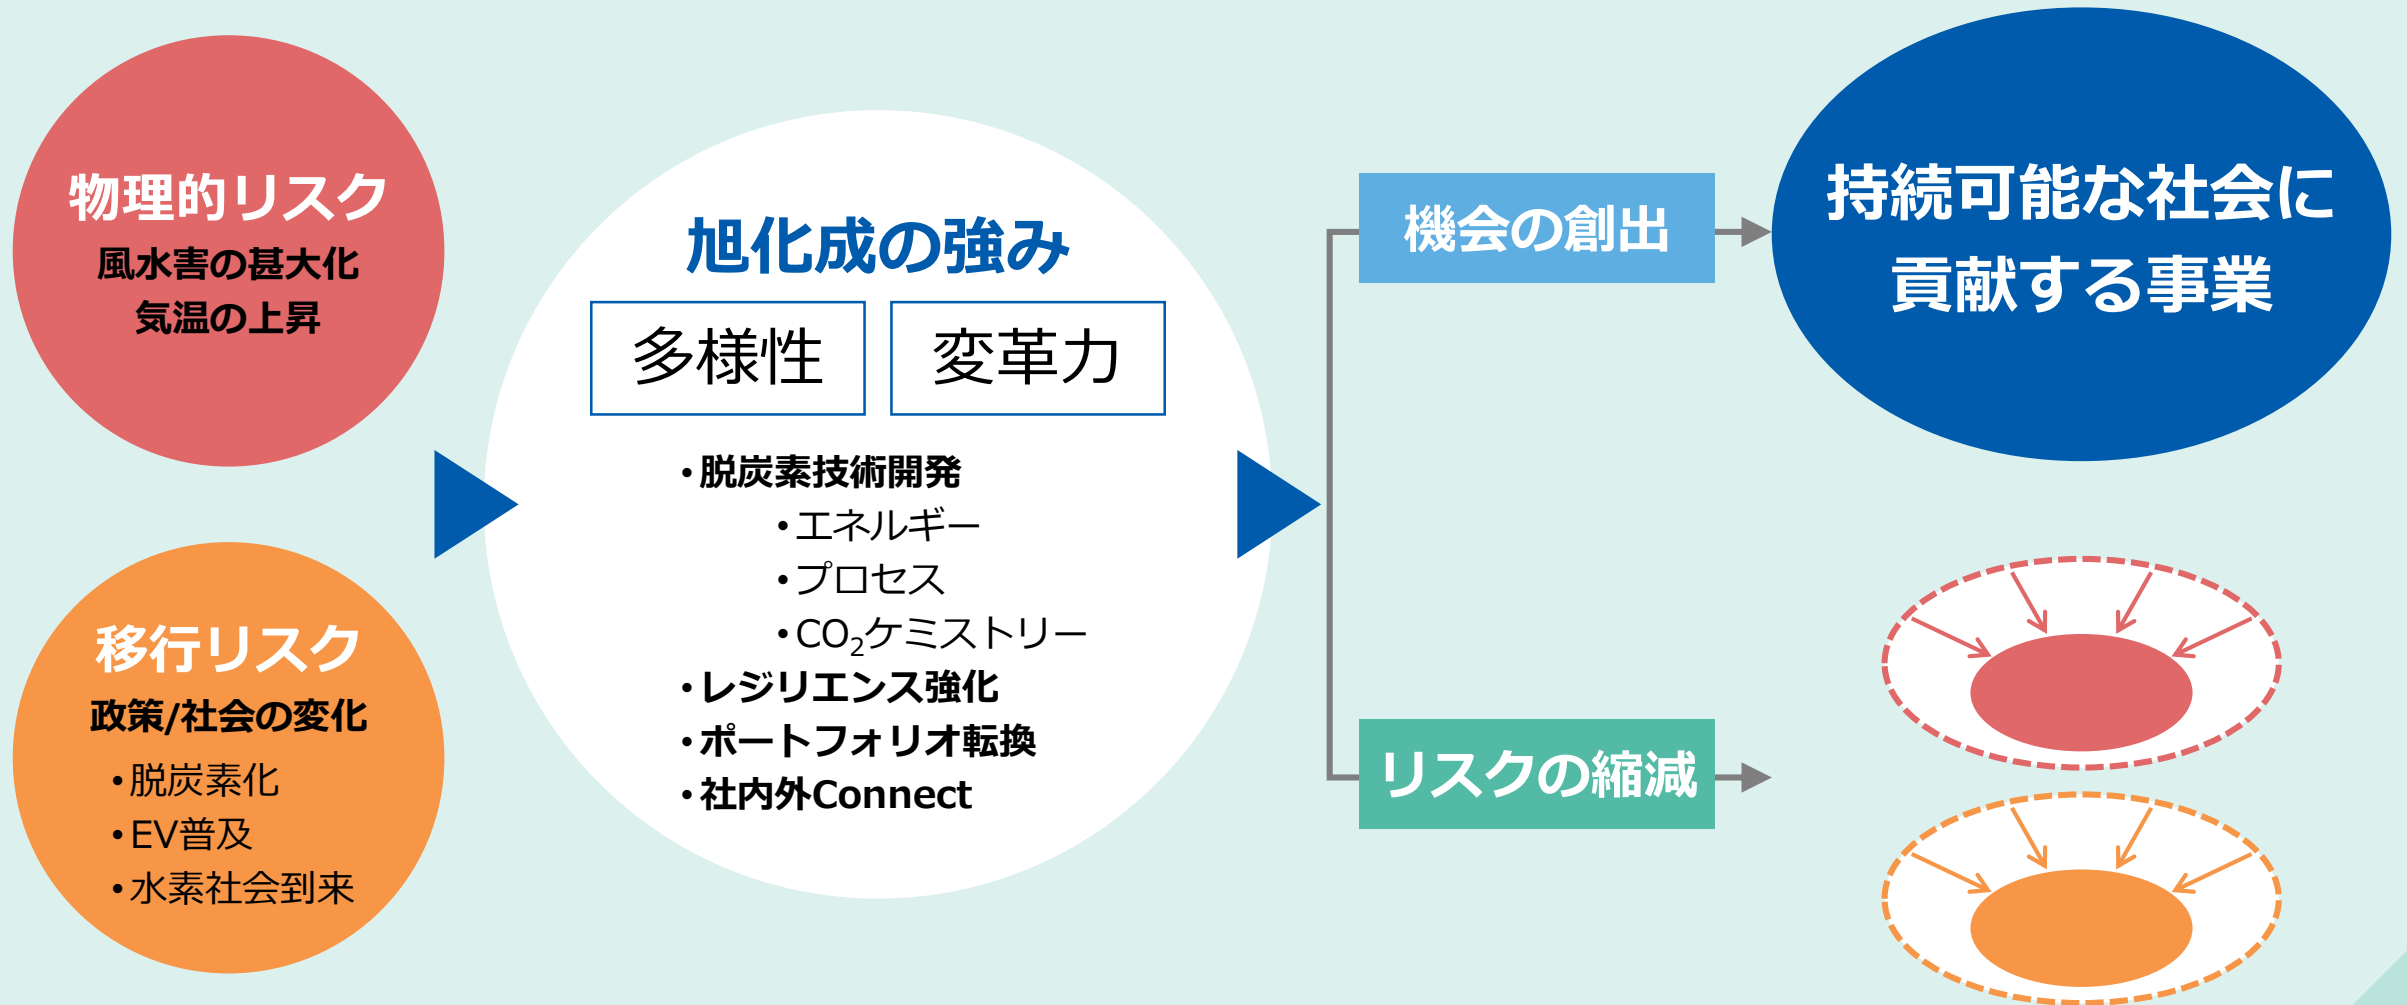 物理的リスク
風水害の甚大化
気温の上昇
移行リスク
政策/社会の変化
•脱炭素化
•EV普及
•水素社会到来
旭化成の強み
多様性
変革力
•脱炭素技術開発
•エネルギー
•プロセス
•CO₂ケミストリー
•レジリエンス強化
•ポートフォリオ転換
•社内外Connect
機会の創出
リスクの縮減
持続可能な社会に
貢献する事業